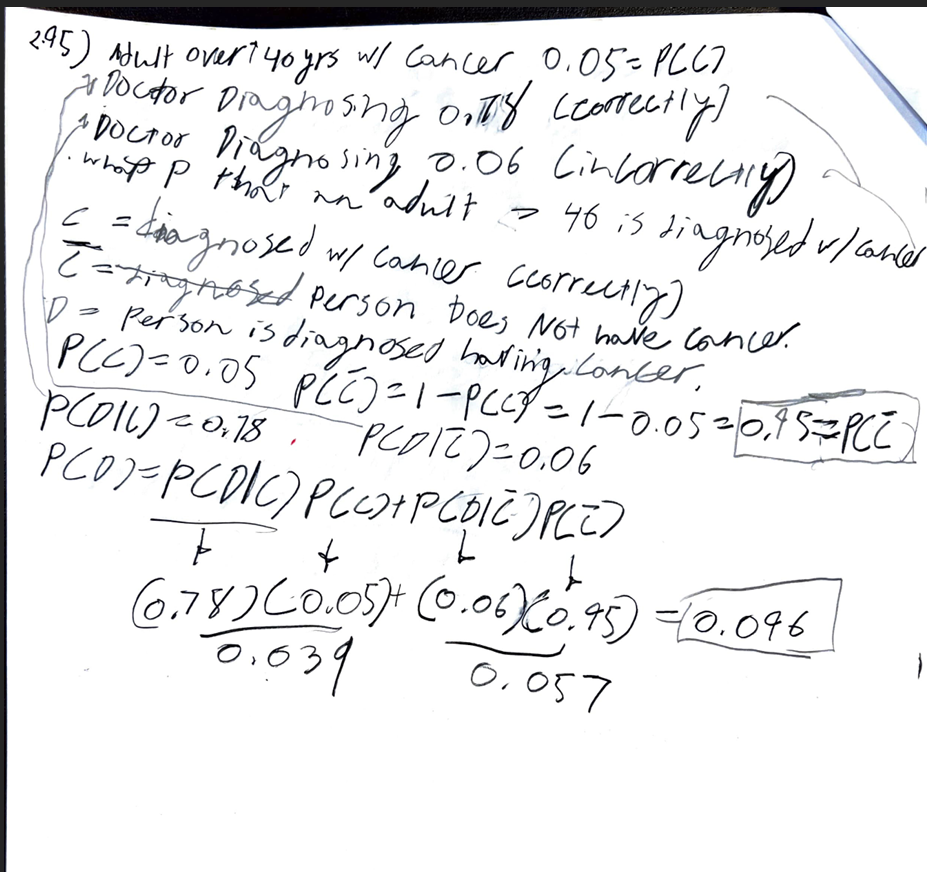 2.95) Adult over 40yrs w/ Cancer 0.05 = P(C)
Doctor Diagnosing 0.78 (correctly)
Doctor Diagnosing 0.06 (incorrectly)
what P that an adult > 40 is diagnosed w/ cancer
C = diagnosed w/ cancer (correctly)
C̄ = diagnosed person Does Not have cancer.
D = Person is diagnosed having cancer.
P(C) = 0.05 P(C̄) = 1 - P(C) = 1 - 0.05 = 0.95 = P(C̄)
P(D|C) = 0.78 P(D|C̄) = 0.06
P(D) = P(D|C) P(C) + P(D|C̄) P(C̄)
(0.78)(0.05) + (0.06)(0.95) = 0.096
0.039 0.057